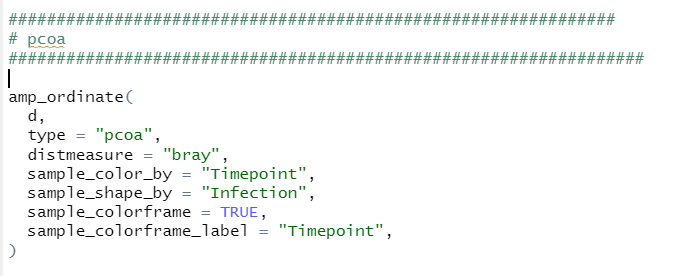 ################################################################
# pcoa
###################################################################
amp_ordinate(
  d,
  type = "pcoa",
  distmeasure = "bray",
  sample_color_by = "Timepoint",
  sample_shape_by = "Infection",
  sample_colorframe = TRUE,
  sample_colorframe_label = "Timepoint",
)